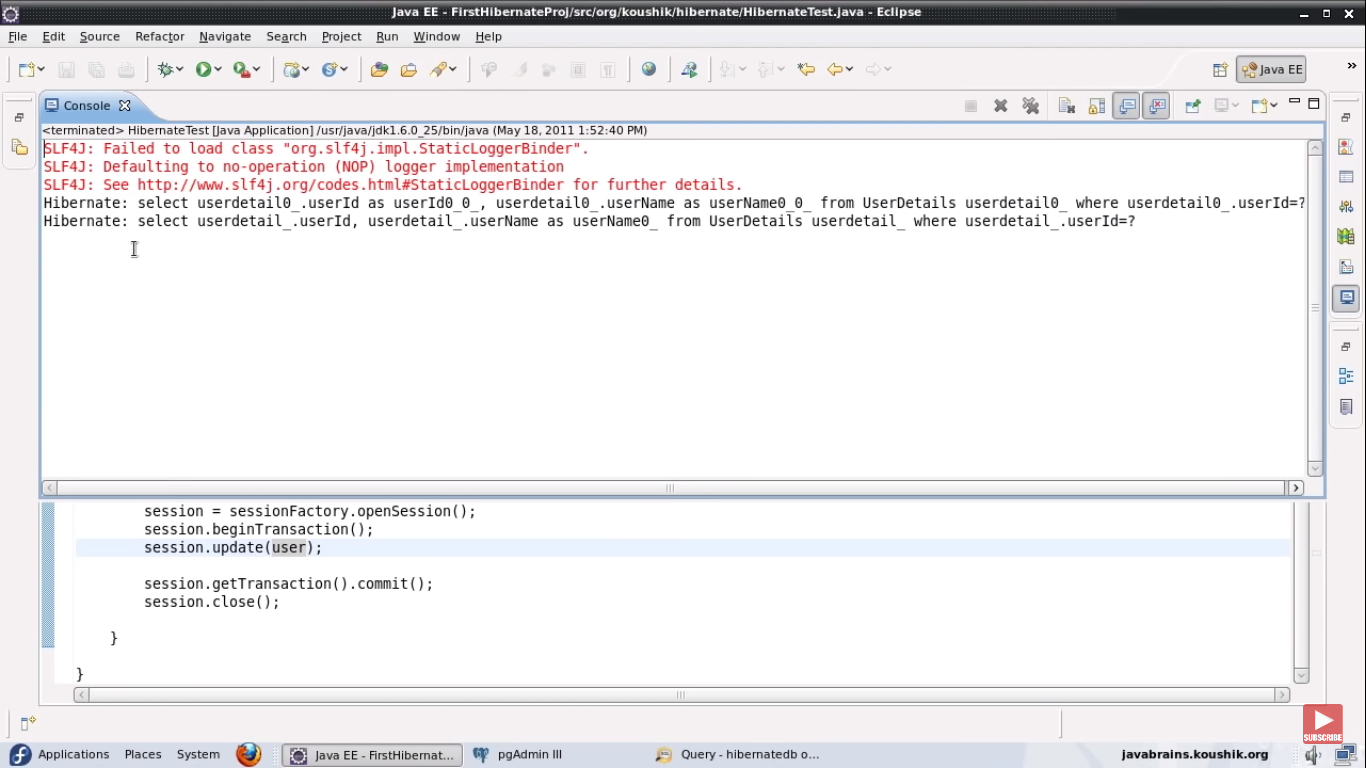 Java EE - FirstHibernateProj/src/org/koushik/hibernate/HibernateTest.java - Eclipse
File Edit Source Refactor Navigate Search Project Run Window Help
Java EE
Console
<terminated> HibernateTest [Java Application] /usr/java/jdk1.6.0_25/bin/java (May 18, 2011 1:52:40 PM)
SLF4J: Failed to load class "org.slf4j.impl.StaticLoggerBinder".
SLF4J: Defaulting to no-operation (NOP) logger implementation
SLF4J: See http://www.slf4j.org/codes.html#StaticLoggerBinder for further details.
Hibernate: select userdetail0_.userId as userId0_0_, userdetail0_.userName as userName0_0_ from UserDetails userdetail0_ where userdetail0_.userId=?
Hibernate: select userdetail_.userId, userdetail_.userName as userName0_ from UserDetails userdetail_ where userdetail_.userId=?
session = sessionFactory.openSession();
session.beginTransaction();
session.update(user);
session.getTransaction().commit();
session.close();
}
}
SUBSCRIBE
Applications Places System Java EE - FirstHibernat... pgAdmin III Query - hibernatedb o... javabrains.koushik.org